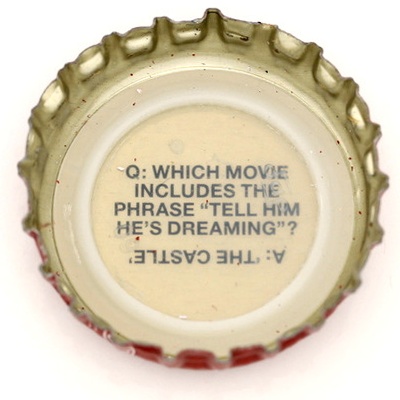 Q: WHICH MOVIE
INCLUDES THE
PHRASE “TELL HIM
HE'S DREAMING”?
A: 'THE CASTLE'